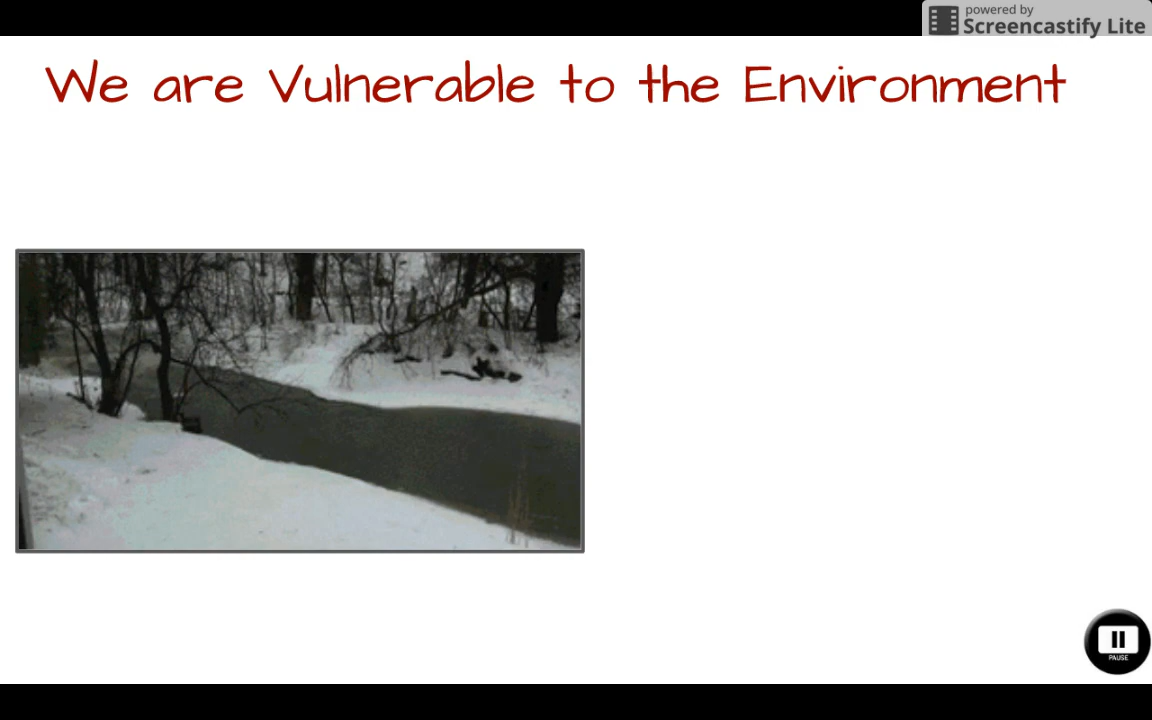 powered by
Screencastify Lite
We are Vulnerable to the Environment
PAUSE